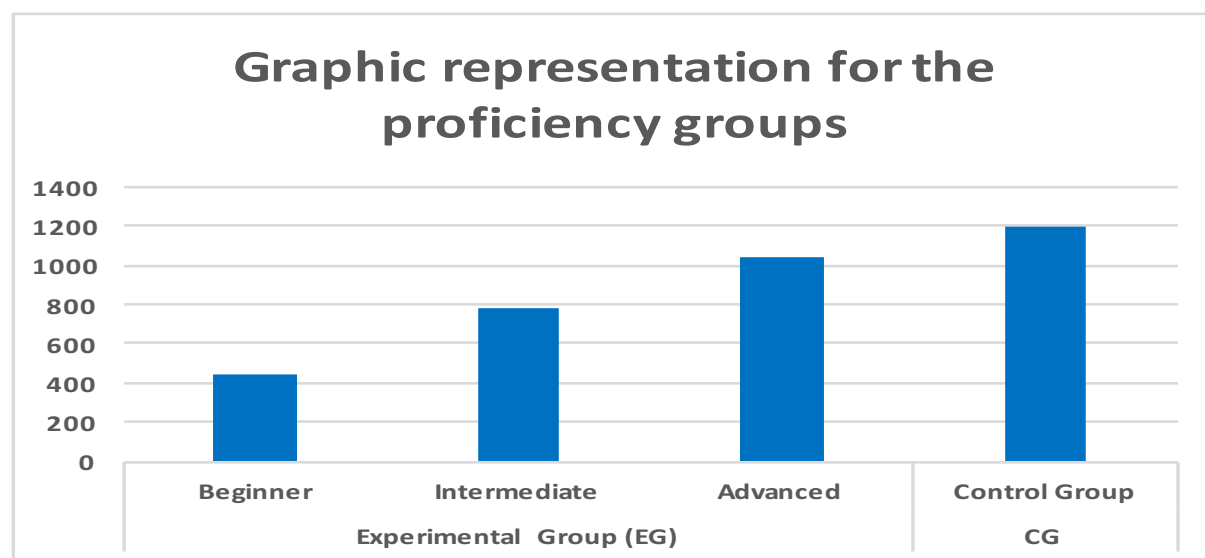 Graphic representation for the
proficiency groups
1400
1200
1000
800
600
400
200
0
Beginner Intermediate Advanced Control Group
Experimental Group (EG) CG